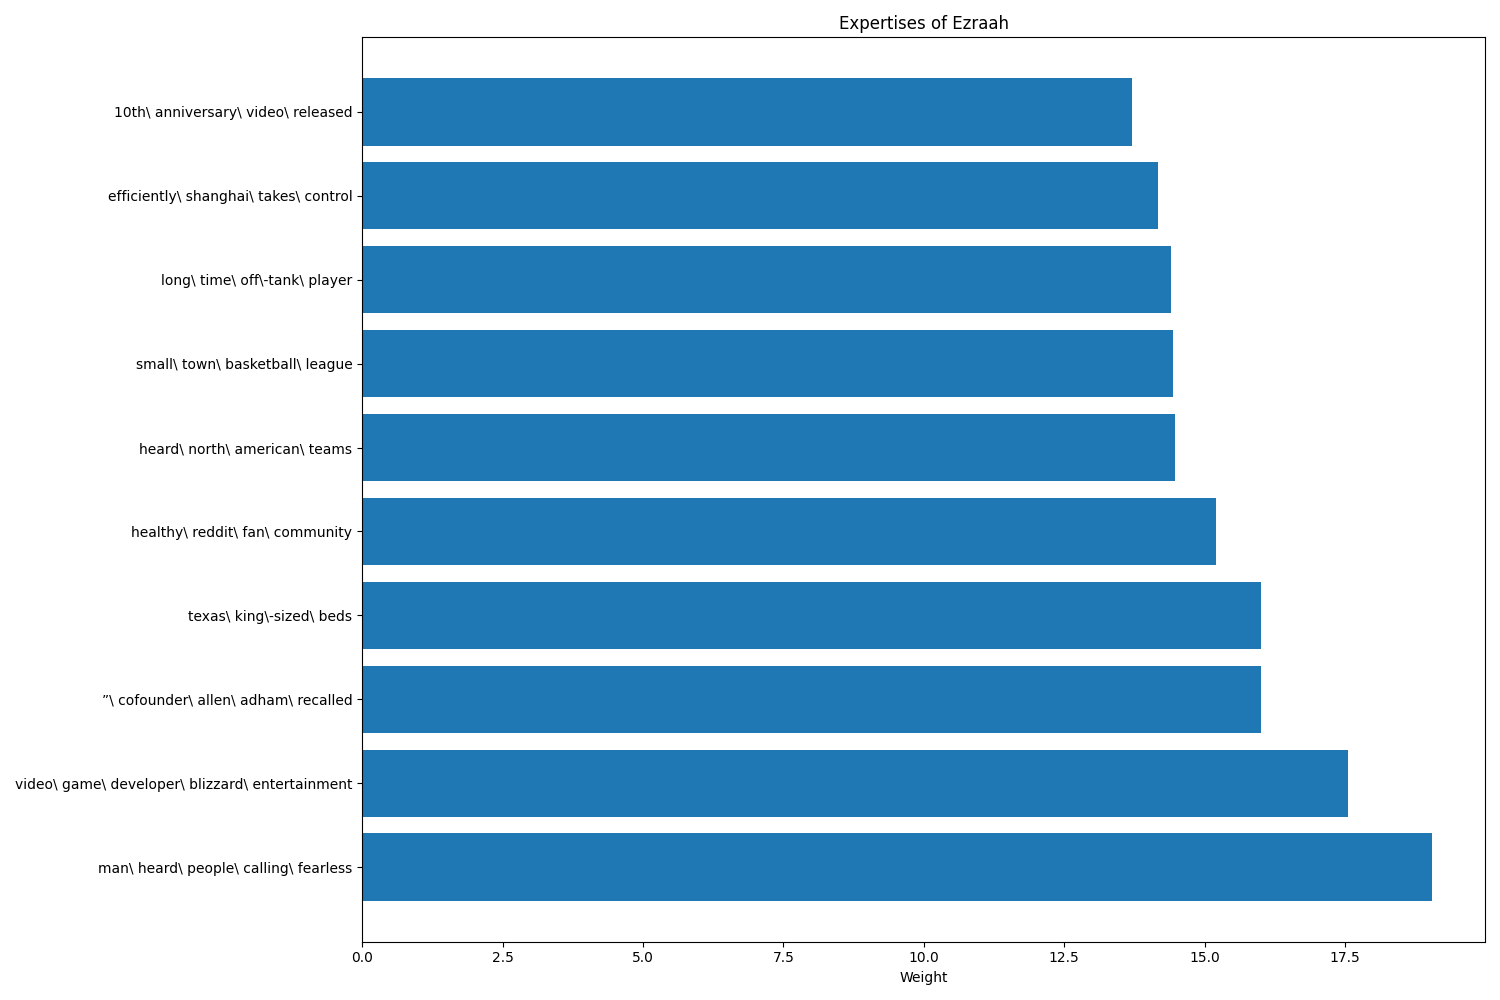 Expertises of Ezraah
10th\ anniversary\ video\ released
efficiently\ shanghai\ takes\ control
long\ time\ off\-tank\ player
small\ town\ basketball\ league
heard\ north\ american\ teams
healthy\ reddit\ fan\ community
texas\ king\-sized\ beds
”\ cofounder\ allen\ adham\ recalled
video\ game\ developer\ blizzard\ entertainment
man\ heard\ people\ calling\ fearless
0.0 2.5 5.0 7.5 10.0 12.5 15.0 17.5
Weight